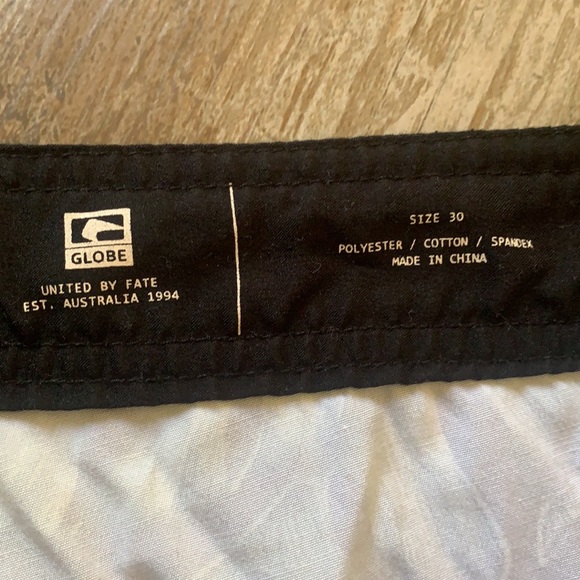 GLOBE
UNITED BY FATE
EST. AUSTRALIA 1994
SIZE 30
POLYESTER / COTTON / SPANDEX
MADE IN CHINA